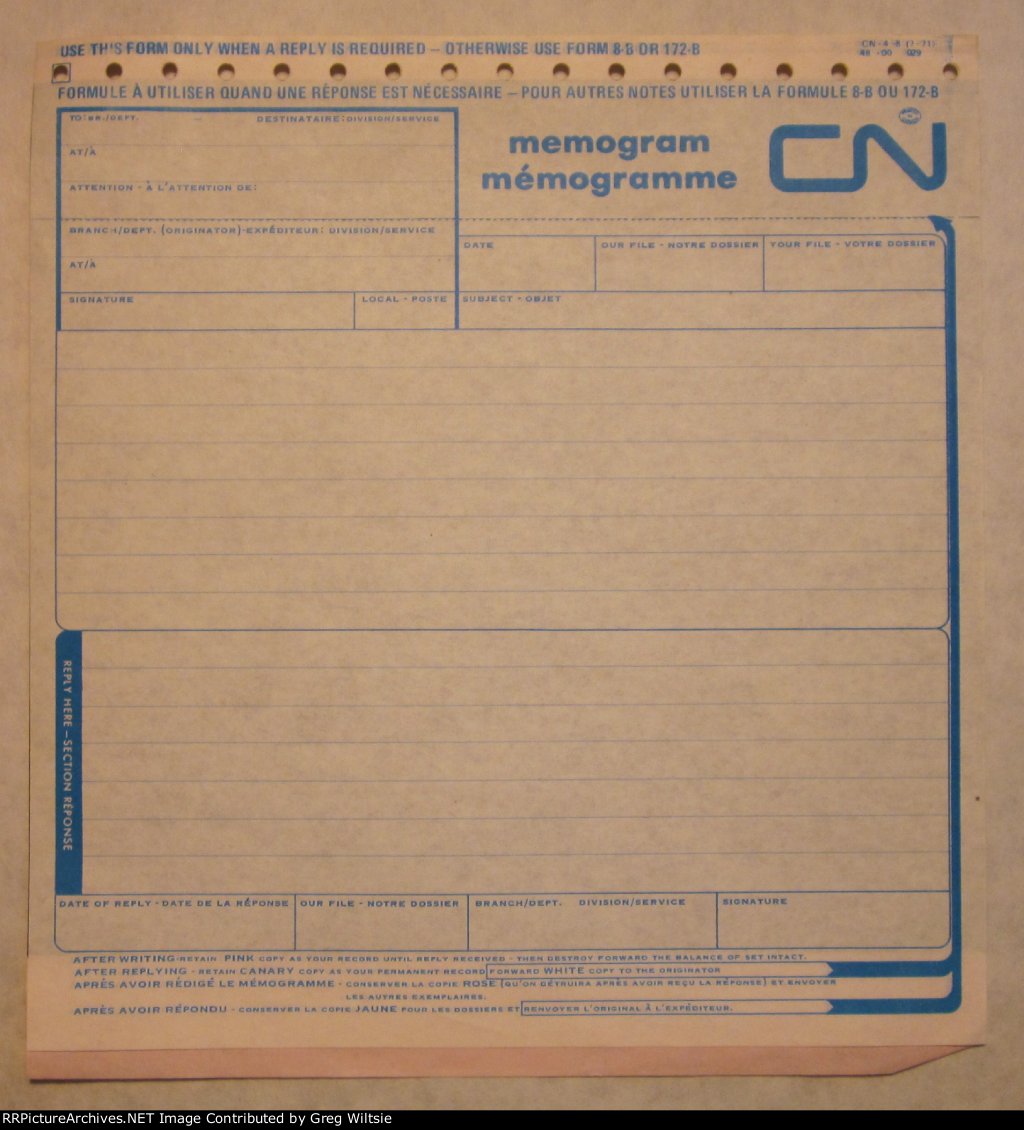 USE THIS FORM ONLY WHEN A REPLY IS REQUIRED – OTHERWISE USE FORM 8-B OR 172-B
FORMULE À UTILISER QUAND UNE RÉPONSE EST NÉCESSAIRE – POUR AUTRES NOTES UTILISER LA FORMULE 8-B OU 172-B
TO: BR./DEPT. DESTINATAIRE: DIVISION/SERVICE
AT/À
ATTENTION - À L'ATTENTION DE:
memogram
mémogramme
CN
BRANCH/DEPT. (ORIGINATOR)-EXPÉDITEUR: DIVISION/SERVICE
AT/À
DATE
OUR FILE - NOTRE DOSSIER
YOUR FILE - VOTRE DOSSIER
SIGNATURE
LOCAL - POSTE
SUBJECT - OBJET
REPLY HERE – SECTION RÉPONSE
DATE OF REPLY - DATE DE LA RÉPONSE
OUR FILE - NOTRE DOSSIER
BRANCH/DEPT. DIVISION/SERVICE
SIGNATURE
AFTER WRITING-RETAIN PINK COPY AS YOUR RECORD UNTIL REPLY RECEIVED - THEN DESTROY FORWARD THE BALANCE OF SET INTACT.
AFTER REPLYING - RETAIN CANARY COPY AS YOUR PERMANENT RECORD FORWARD WHITE COPY TO THE ORIGINATOR
APRÈS AVOIR RÉDIGÉ LE MÉMOGRAMME - CONSERVER LA COPIE ROSE (QU'ON DÉTRUIRA APRÈS AVOIR REÇU LA RÉPONSE) ET ENVOYER
LES AUTRES EXEMPLAIRES.
APRÈS AVOIR RÉPONDU - CONSERVER LA COPIE JAUNE POUR LES DOSSIERS ET RENVOYER L'ORIGINAL À L'EXPÉDITEUR.
RRPictureArchives.NET Image Contributed by Greg Wiltsie